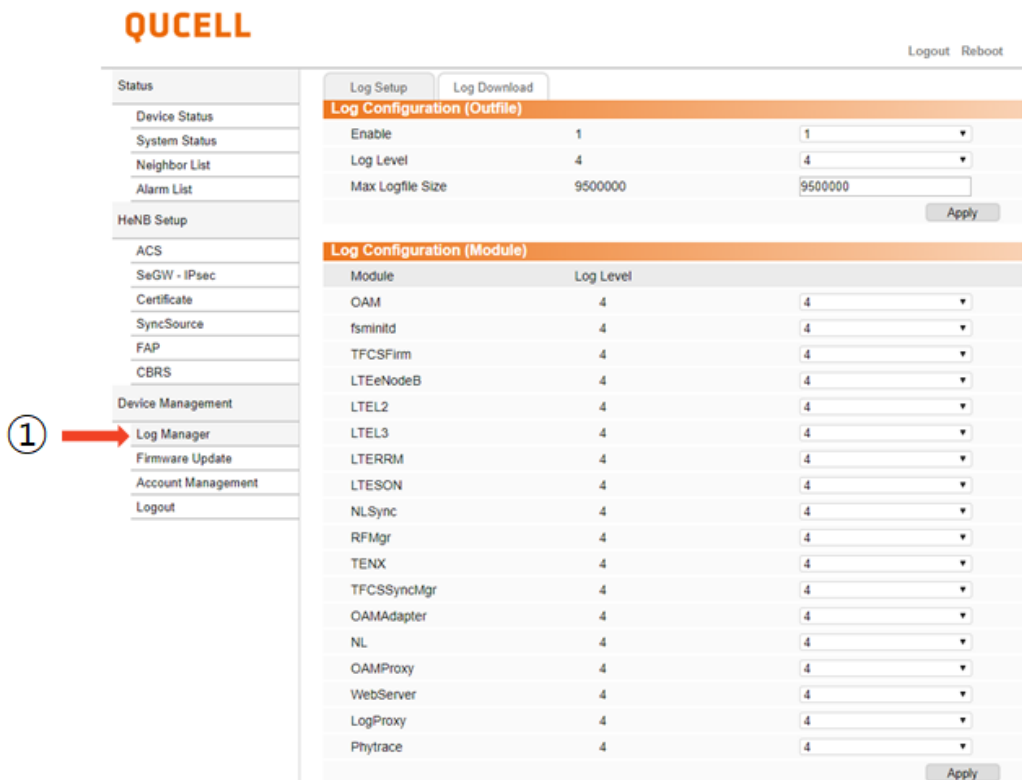 QUCELL
Logout Reboot
Status
Device Status
System Status
Neighbor List
Alarm List
HeNB Setup
ACS
SeGW - IPsec
Certificate
SyncSource
FAP
CBRS
Device Management
① Log Manager
Firmware Update
Account Management
Logout
Log Setup Log Download
Log Configuration (Outfile)
Enable 1 1
Log Level 4 4
Max Logfile Size 9500000 9500000
Apply
Log Configuration (Module)
Module Log Level
OAM 4 4
fsminitd 4 4
TFCSFirm 4 4
LTEeNodeB 4 4
LTEL2 4 4
LTEL3 4 4
LTERRM 4 4
LTESON 4 4
NLSync 4 4
RFMgr 4 4
TENX 4 4
TFCSSyncMgr 4 4
OAMAdapter 4 4
NL 4 4
OAMProxy 4 4
WebServer 4 4
LogProxy 4 4
Phytrace 4 4
Apply